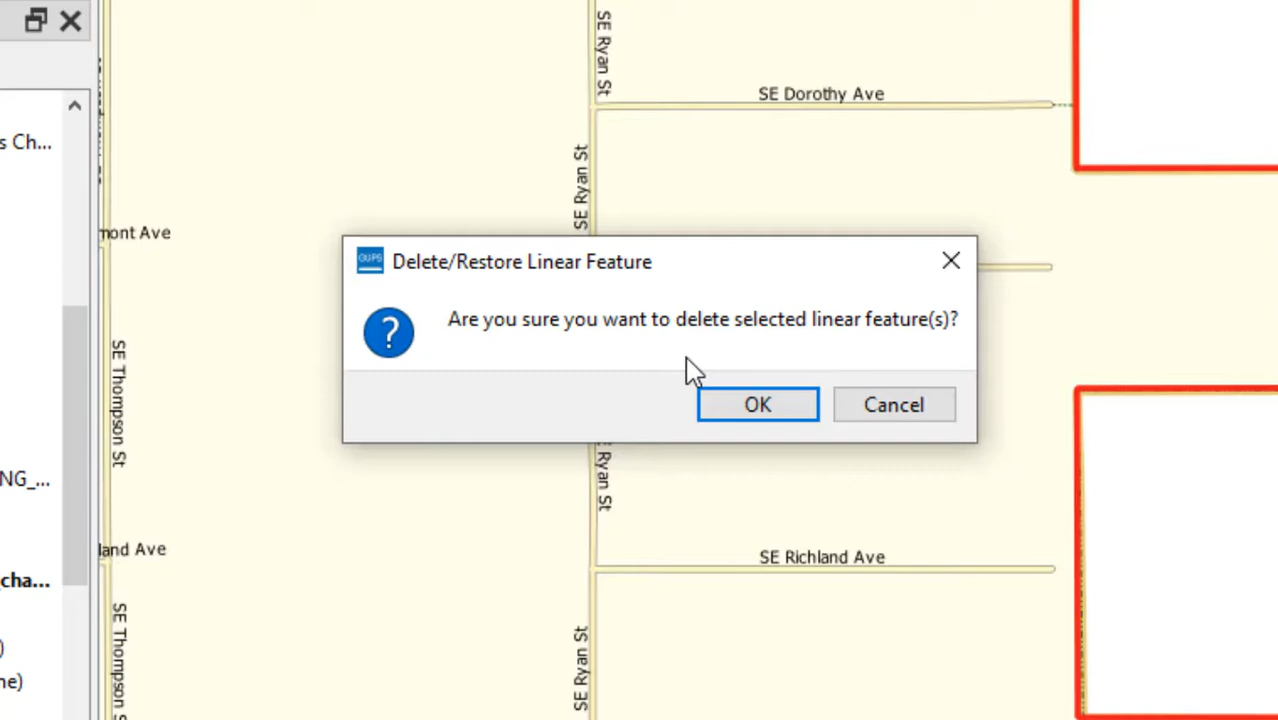 SE Ryan St
SE Dorothy Ave
s Ch...
SE Ryan St
mont Ave
GUPS
Delete/Restore Linear Feature
Are you sure you want to delete selected linear feature(s)?
?
OK
Cancel
SE Thompson St
Ryan St
NG_...
land Ave
SE Richland Ave
cha...
SE Thompson S
SE Ryan St
)
ne)